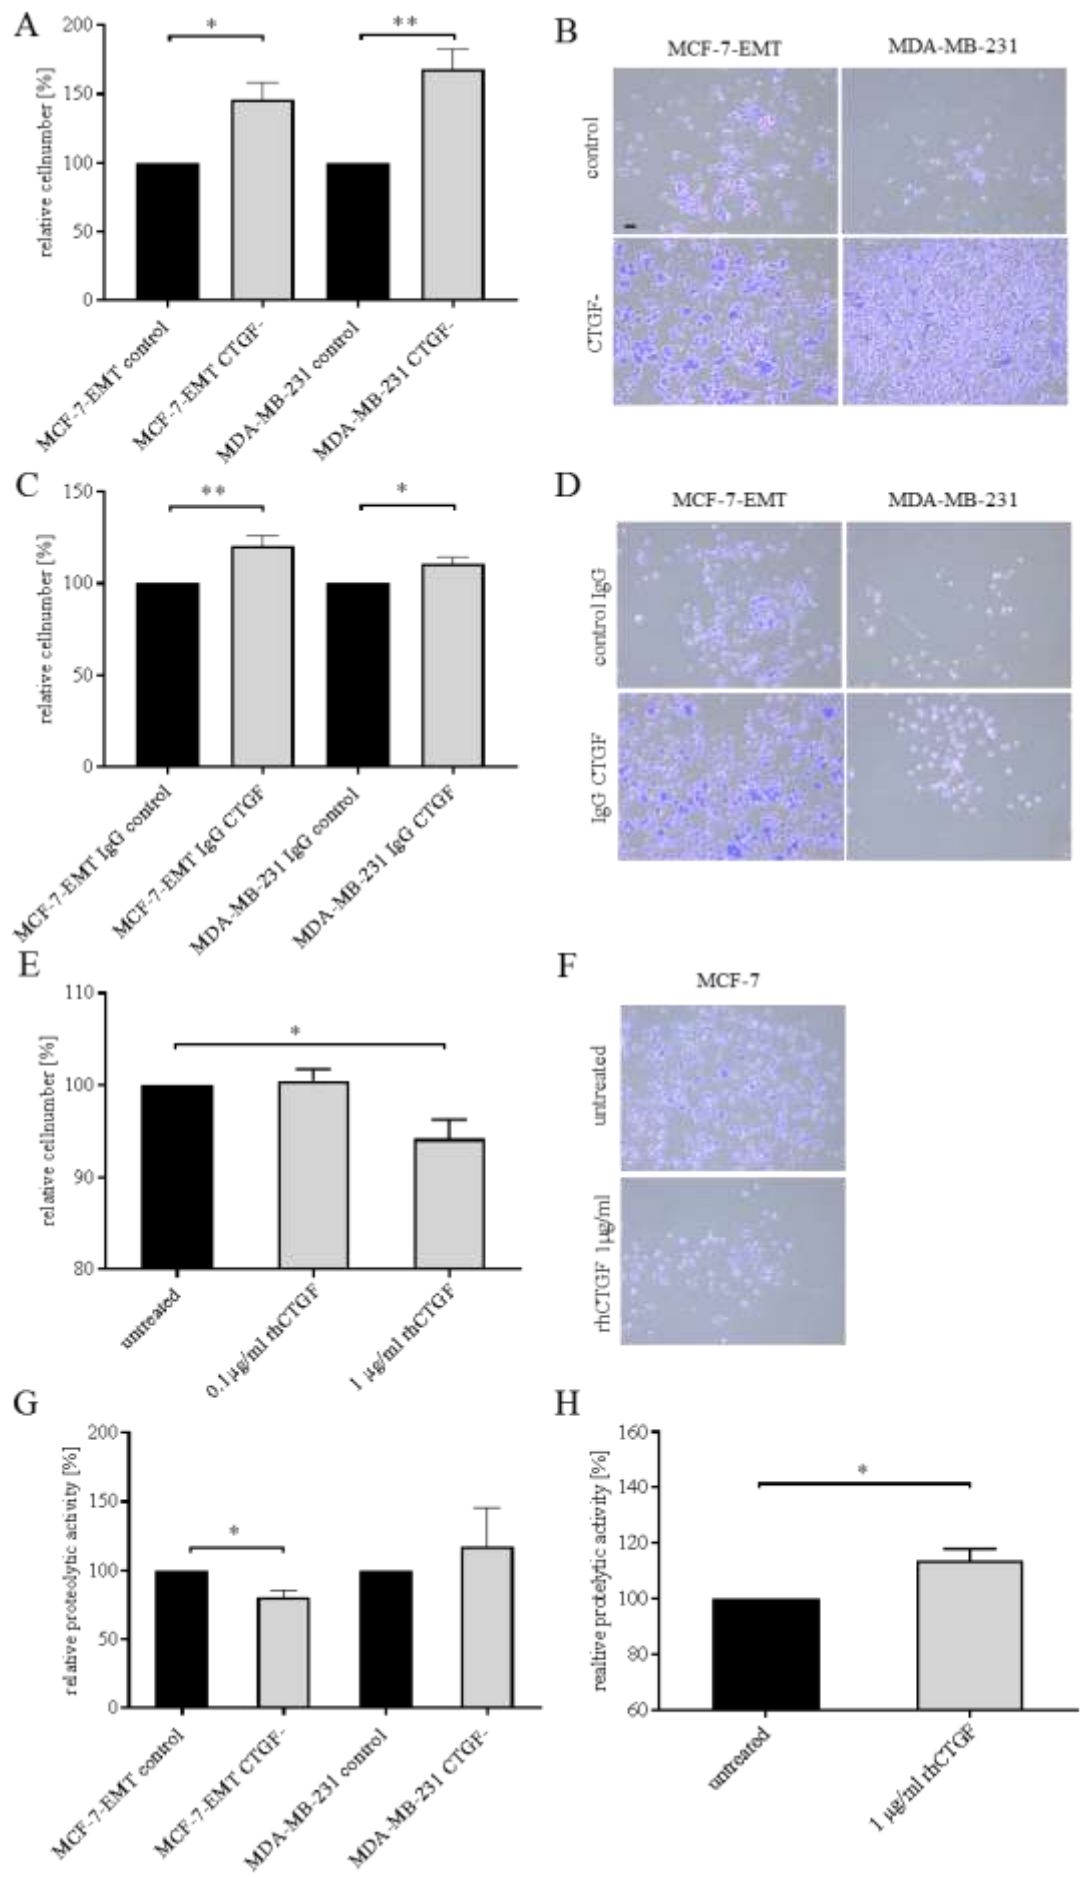 A
relative cellnumber [%]
200
150
100
50
0
*
**
MCF-7-EMT control
MCF-7-EMT CTGF-
MDA-MB-231 control
MDA-MB-231 CTGF-
B
MCF-7-EMT
MDA-MB-231
control
CTGF-
C
relative cellnumber [%]
150
100
50
0
**
*
MCF-7-EMT IgG control
MCF-7-EMT IgG CTGF
MDA-MB-231 IgG control
MDA-MB-231 IgG CTGF
D
MCF-7-EMT
MDA-MB-231
control IgG
IgG CTGF
E
relative cellnumber [%]
110
100
90
80
*
untreated
0.1µg/ml rhCTGF
1 µg/ml rhCTGF
F
MCF-7
untreated
rhCTGF 1µg/ml
G
relative proteolytic activity [%]
200
150
100
50
0
*
MCF-7-EMT control
MCF-7-EMT CTGF-
MDA-MB-231 control
MDA-MB-231 CTGF-
H
realtive protelytic activity [%]
160
140
120
100
80
60
*
untreated
1 µg/ml rhCTGF